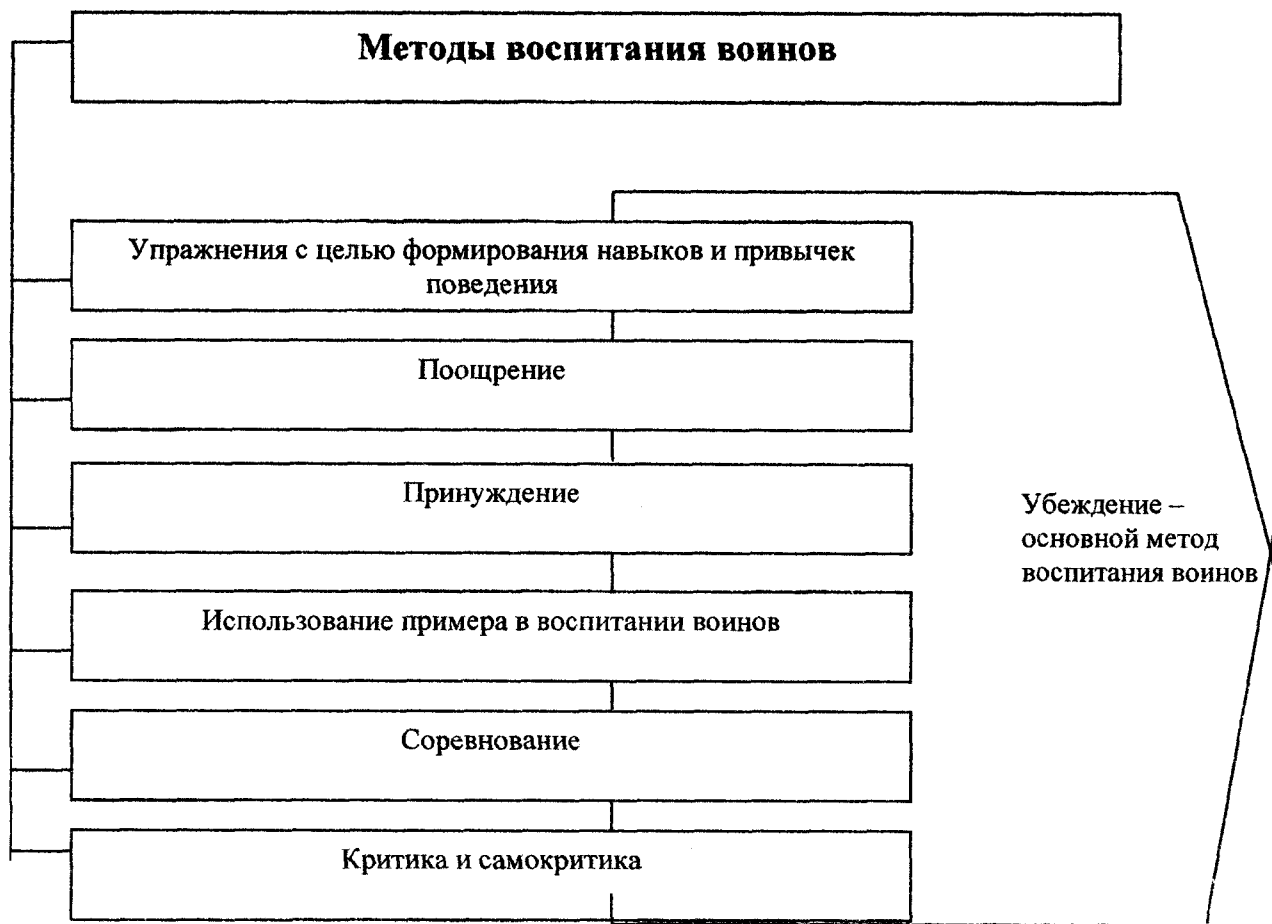 Методы воспитания воинов
Упражнения с целью формирования навыков и привычек
поведения
Поощрение
Принуждение
Использование примера в воспитании воинов
Соревнование
Критика и самокритика
Убеждение –
основной метод
воспитания воинов